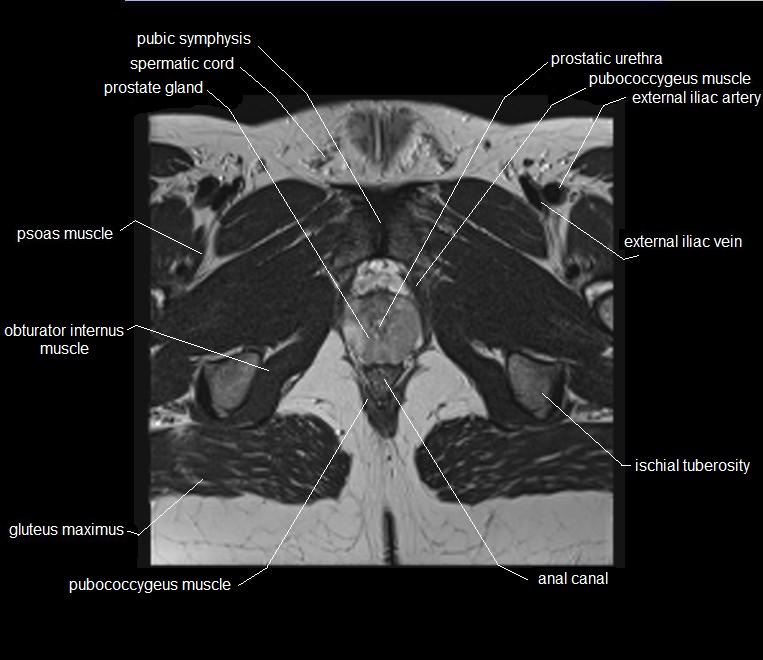 pubic symphysis
spermatic cord
prostate gland
prostatic urethra
pubococcygeus muscle
external iliac artery
psoas muscle
external iliac vein
obturator internus
muscle
ischial tuberosity
gluteus maximus
pubococcygeus muscle
anal canal